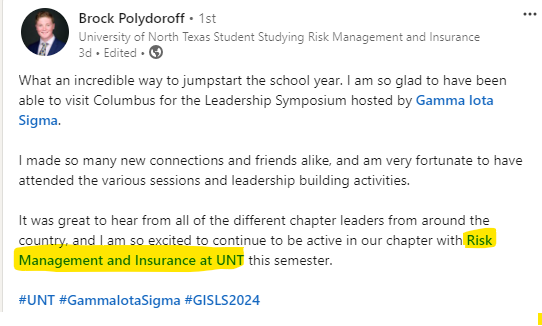 Brock Polydoroff • 1st
University of North Texas Student Studying Risk Management and Insurance
3d • Edited •
What an incredible way to jumpstart the school year. I am so glad to have been
able to visit Columbus for the Leadership Symposium hosted by Gamma Iota
Sigma.
I made so many new connections and friends alike, and am very fortunate to have
attended the various sessions and leadership building activities.
It was great to hear from all of the different chapter leaders from around the
country, and I am so excited to continue to be active in our chapter with Risk
Management and Insurance at UNT this semester.
#UNT #GammaIotaSigma #GISLS2024